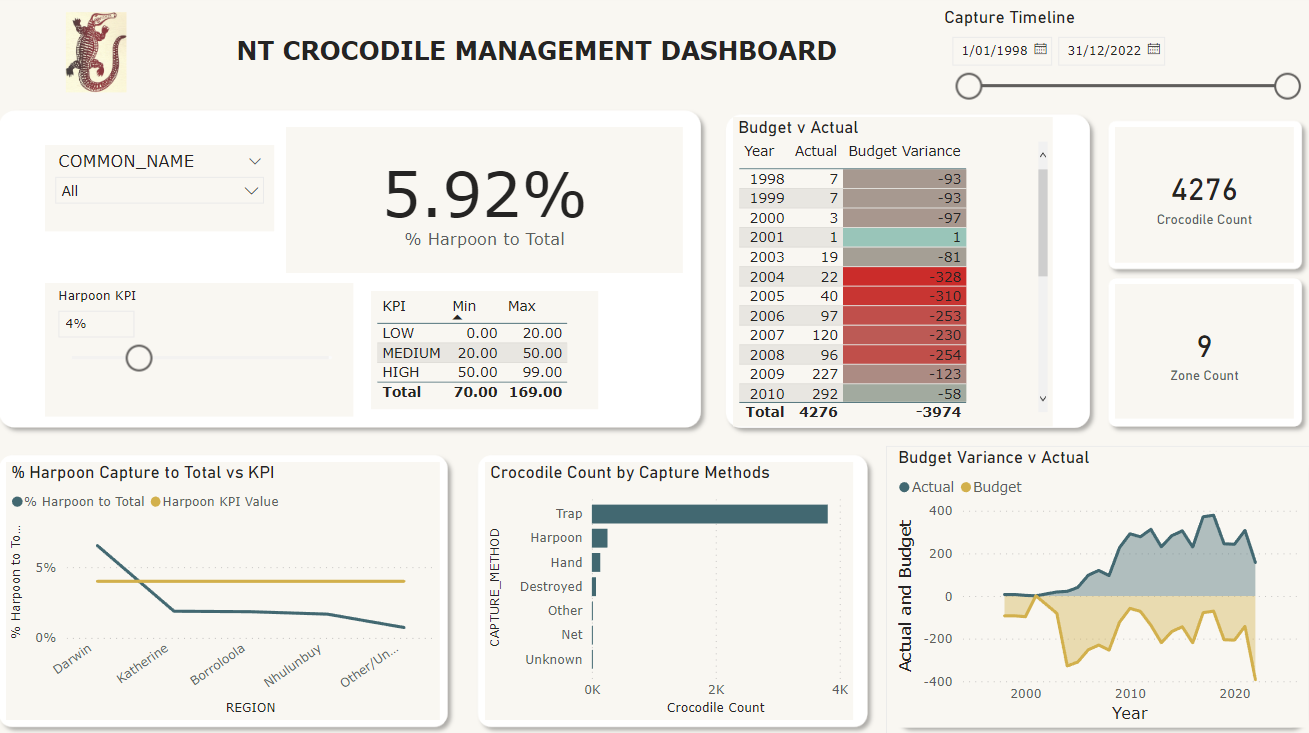 NT CROCODILE MANAGEMENT DASHBOARD
Capture Timeline
1/01/1998 31/12/2022
COMMON_NAME
All
5.92%
% Harpoon to Total
Harpoon KPI
4%
KPI Min Max
LOW 0.00 20.00
MEDIUM 20.00 50.00
HIGH 50.00 99.00
Total 70.00 169.00
Budget v Actual
Year Actual Budget Variance
1998 7 -93
1999 7 -93
2000 3 -97
2001 1 1
2003 19 -81
2004 22 -328
2005 40 -310
2006 97 -253
2007 120 -230
2008 96 -254
2009 227 -123
2010 292 -58
Total 4276 -3974
4276
Crocodile Count
9
Zone Count
% Harpoon Capture to Total vs KPI
% Harpoon to Total Harpoon KPI Value
% Harpoon to To...
5%
0%
Darwin Katherine Borroloola Nhulunbuy Other/Un...
REGION
Crocodile Count by Capture Methods
CAPTURE_METHOD
Trap
Harpoon
Hand
Destroyed
Other
Net
Unknown
0K 2K 4K
Crocodile Count
Budget Variance v Actual
Actual Budget
Actual and Budget
400
200
0
-200
-400
2000 2010 2020
Year